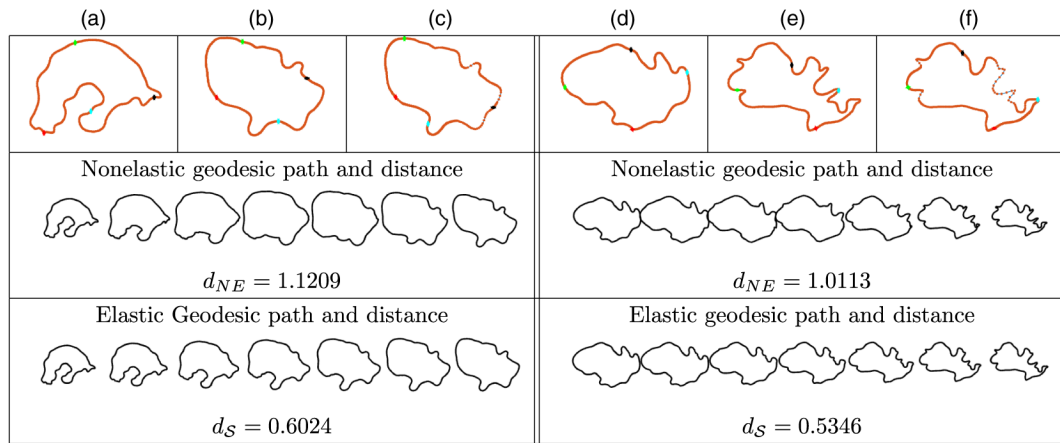 (a) (b) (c) (d) (e) (f)
Nonelastic geodesic path and distance
d_{NE} = 1.1209
Nonelastic geodesic path and distance
d_{NE} = 1.0113
Elastic Geodesic path and distance
d_{\mathcal{S}} = 0.6024
Elastic geodesic path and distance
d_{\mathcal{S}} = 0.5346